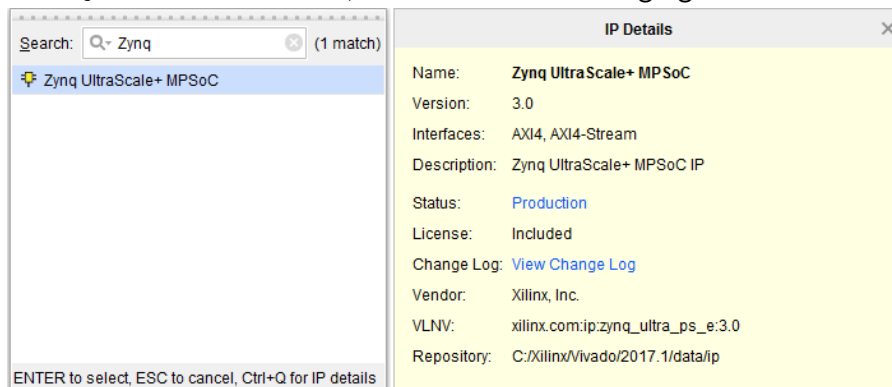 Search: Zynq (1 match)
Zynq UltraScale+ MPSoC
ENTER to select, ESC to cancel, Ctrl+Q for IP details
IP Details
Name: Zynq UltraScale+ MPSoC
Version: 3.0
Interfaces: AXI4, AXI4-Stream
Description: Zynq UltraScale+ MPSoC IP
Status: Production
License: Included
Change Log: View Change Log
Vendor: Xilinx, Inc.
VLNV: xilinx.com:ip:zynq_ultra_ps_e:3.0
Repository: C:/Xilinx/Vivado/2017.1/data/ip